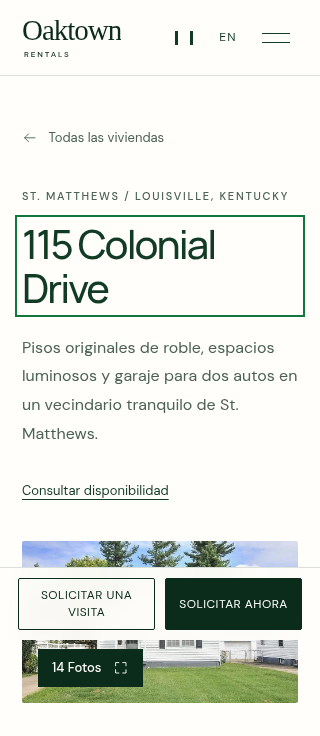 Oaktown
RENTALS
EN
Todas las viviendas
ST. MATTHEWS / LOUISVILLE, KENTUCKY
115 Colonial
Drive
Pisos originales de roble, espacios
luminosos y garaje para dos autos en
un vecindario tranquilo de St.
Matthews.
Consultar disponibilidad
SOLICITAR UNA
VISITA
SOLICITAR AHORA
14 Fotos